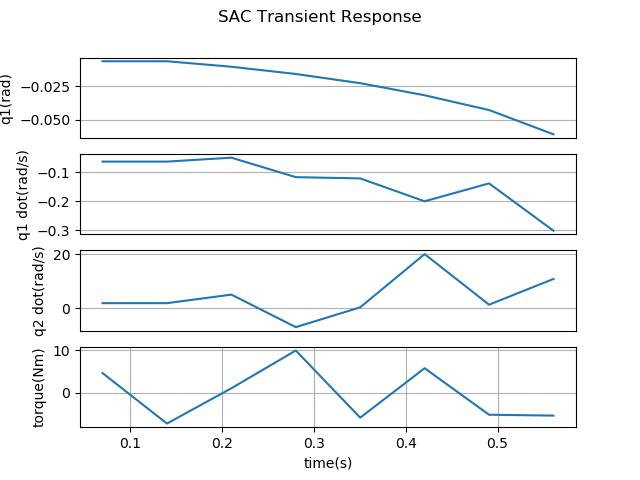 SAC Transient Response
q1(rad)
−0.025
−0.050
q1 dot(rad/s)
−0.1
−0.2
−0.3
q2 dot(rad/s)
20
0
torque(Nm)
10
0
0.1 0.2 0.3 0.4 0.5
time(s)